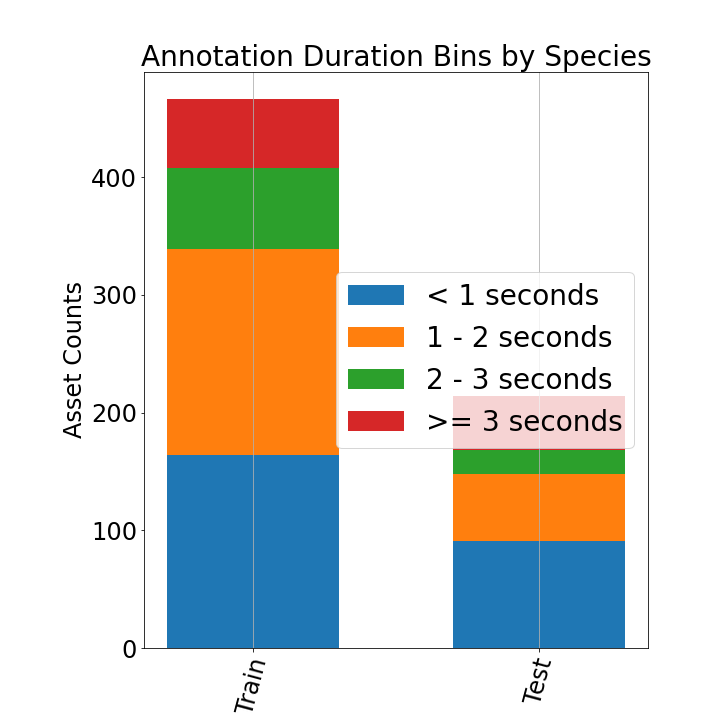 Annotation Duration Bins by Species
Asset Counts
400
300
200
100
0
< 1 seconds
1 - 2 seconds
2 - 3 seconds
>= 3 seconds
Train
Test